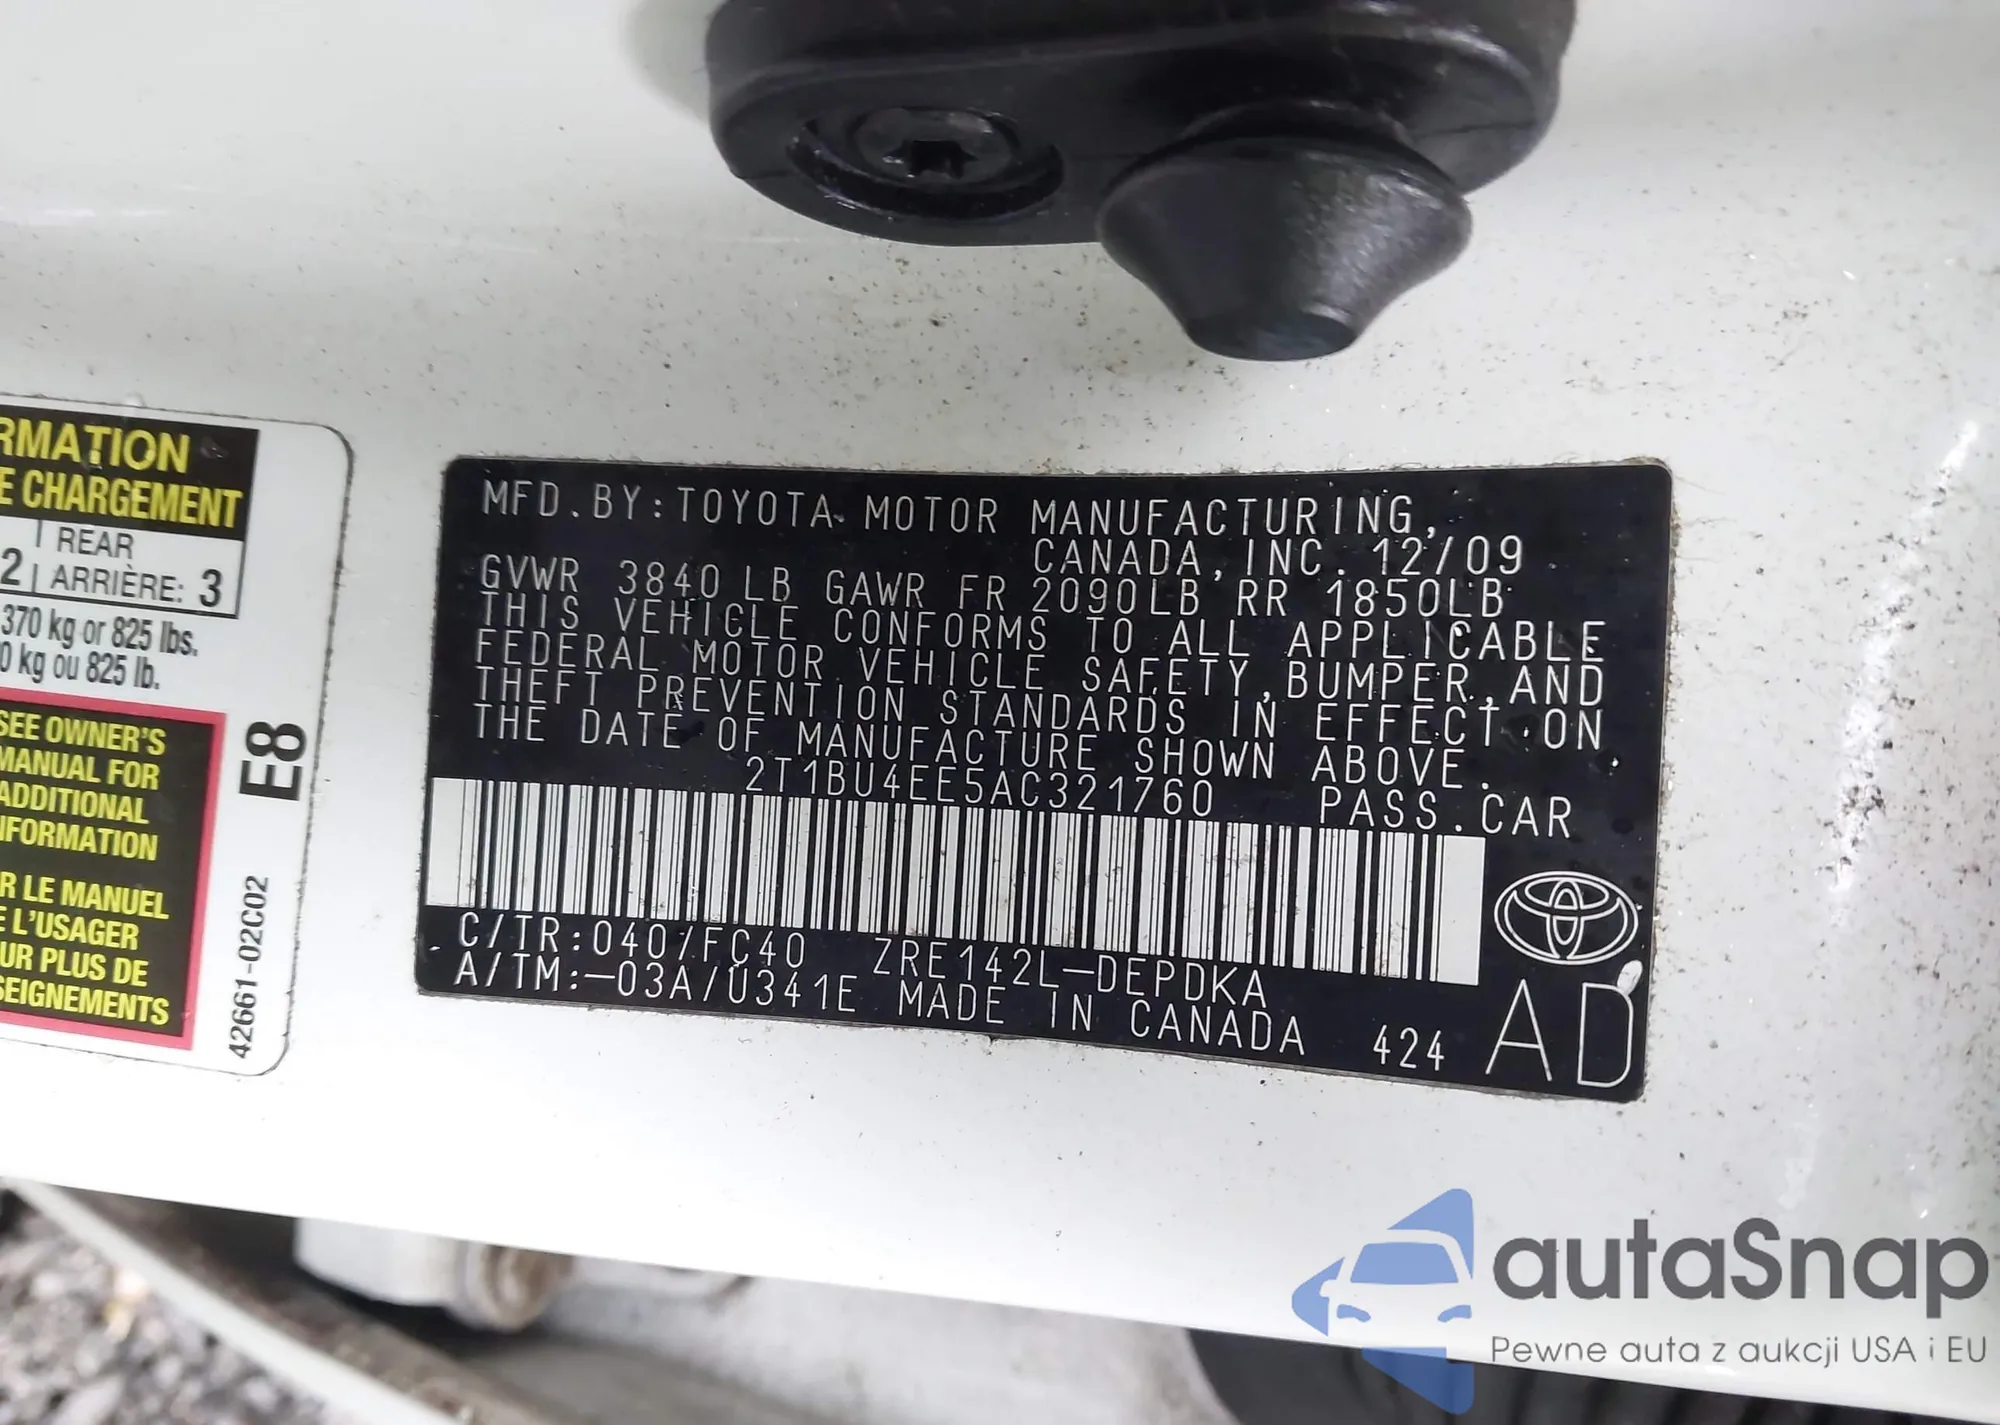 RMATION
E CHARGEMENT
2 REAR
ARRIÈRE: 3
370 kg or 825 lbs.
0 kg ou 825 lb.
SEE OWNER'S
MANUAL FOR
ADDITIONAL
NFORMATION
R LE MANUEL
E L'USAGER
UR PLUS DE
SEIGNEMENTS
E8
42661-02C02
MFD.BY:TOYOTA MOTOR MANUFACTURING,
CANADA,INC. 12/09
GVWR 3840 LB GAWR FR 2090LB RR 1850LB
THIS VEHICLE CONFORMS TO ALL APPLICABLE
FEDERAL MOTOR VEHICLE SAFETY,BUMPER,AND
THEFT PREVENTION STANDARDS IN EFFECT ON
THE DATE OF MANUFACTURE SHOWN ABOVE.
2T1BU4EE5AC321760 PASS.CAR
C/TR:040/FC40 ZRE142L-DEPDKA
A/TM:-03A/U341E MADE IN CANADA 424
AD
autaSnap
Pewne auta z aukcji USA i EU